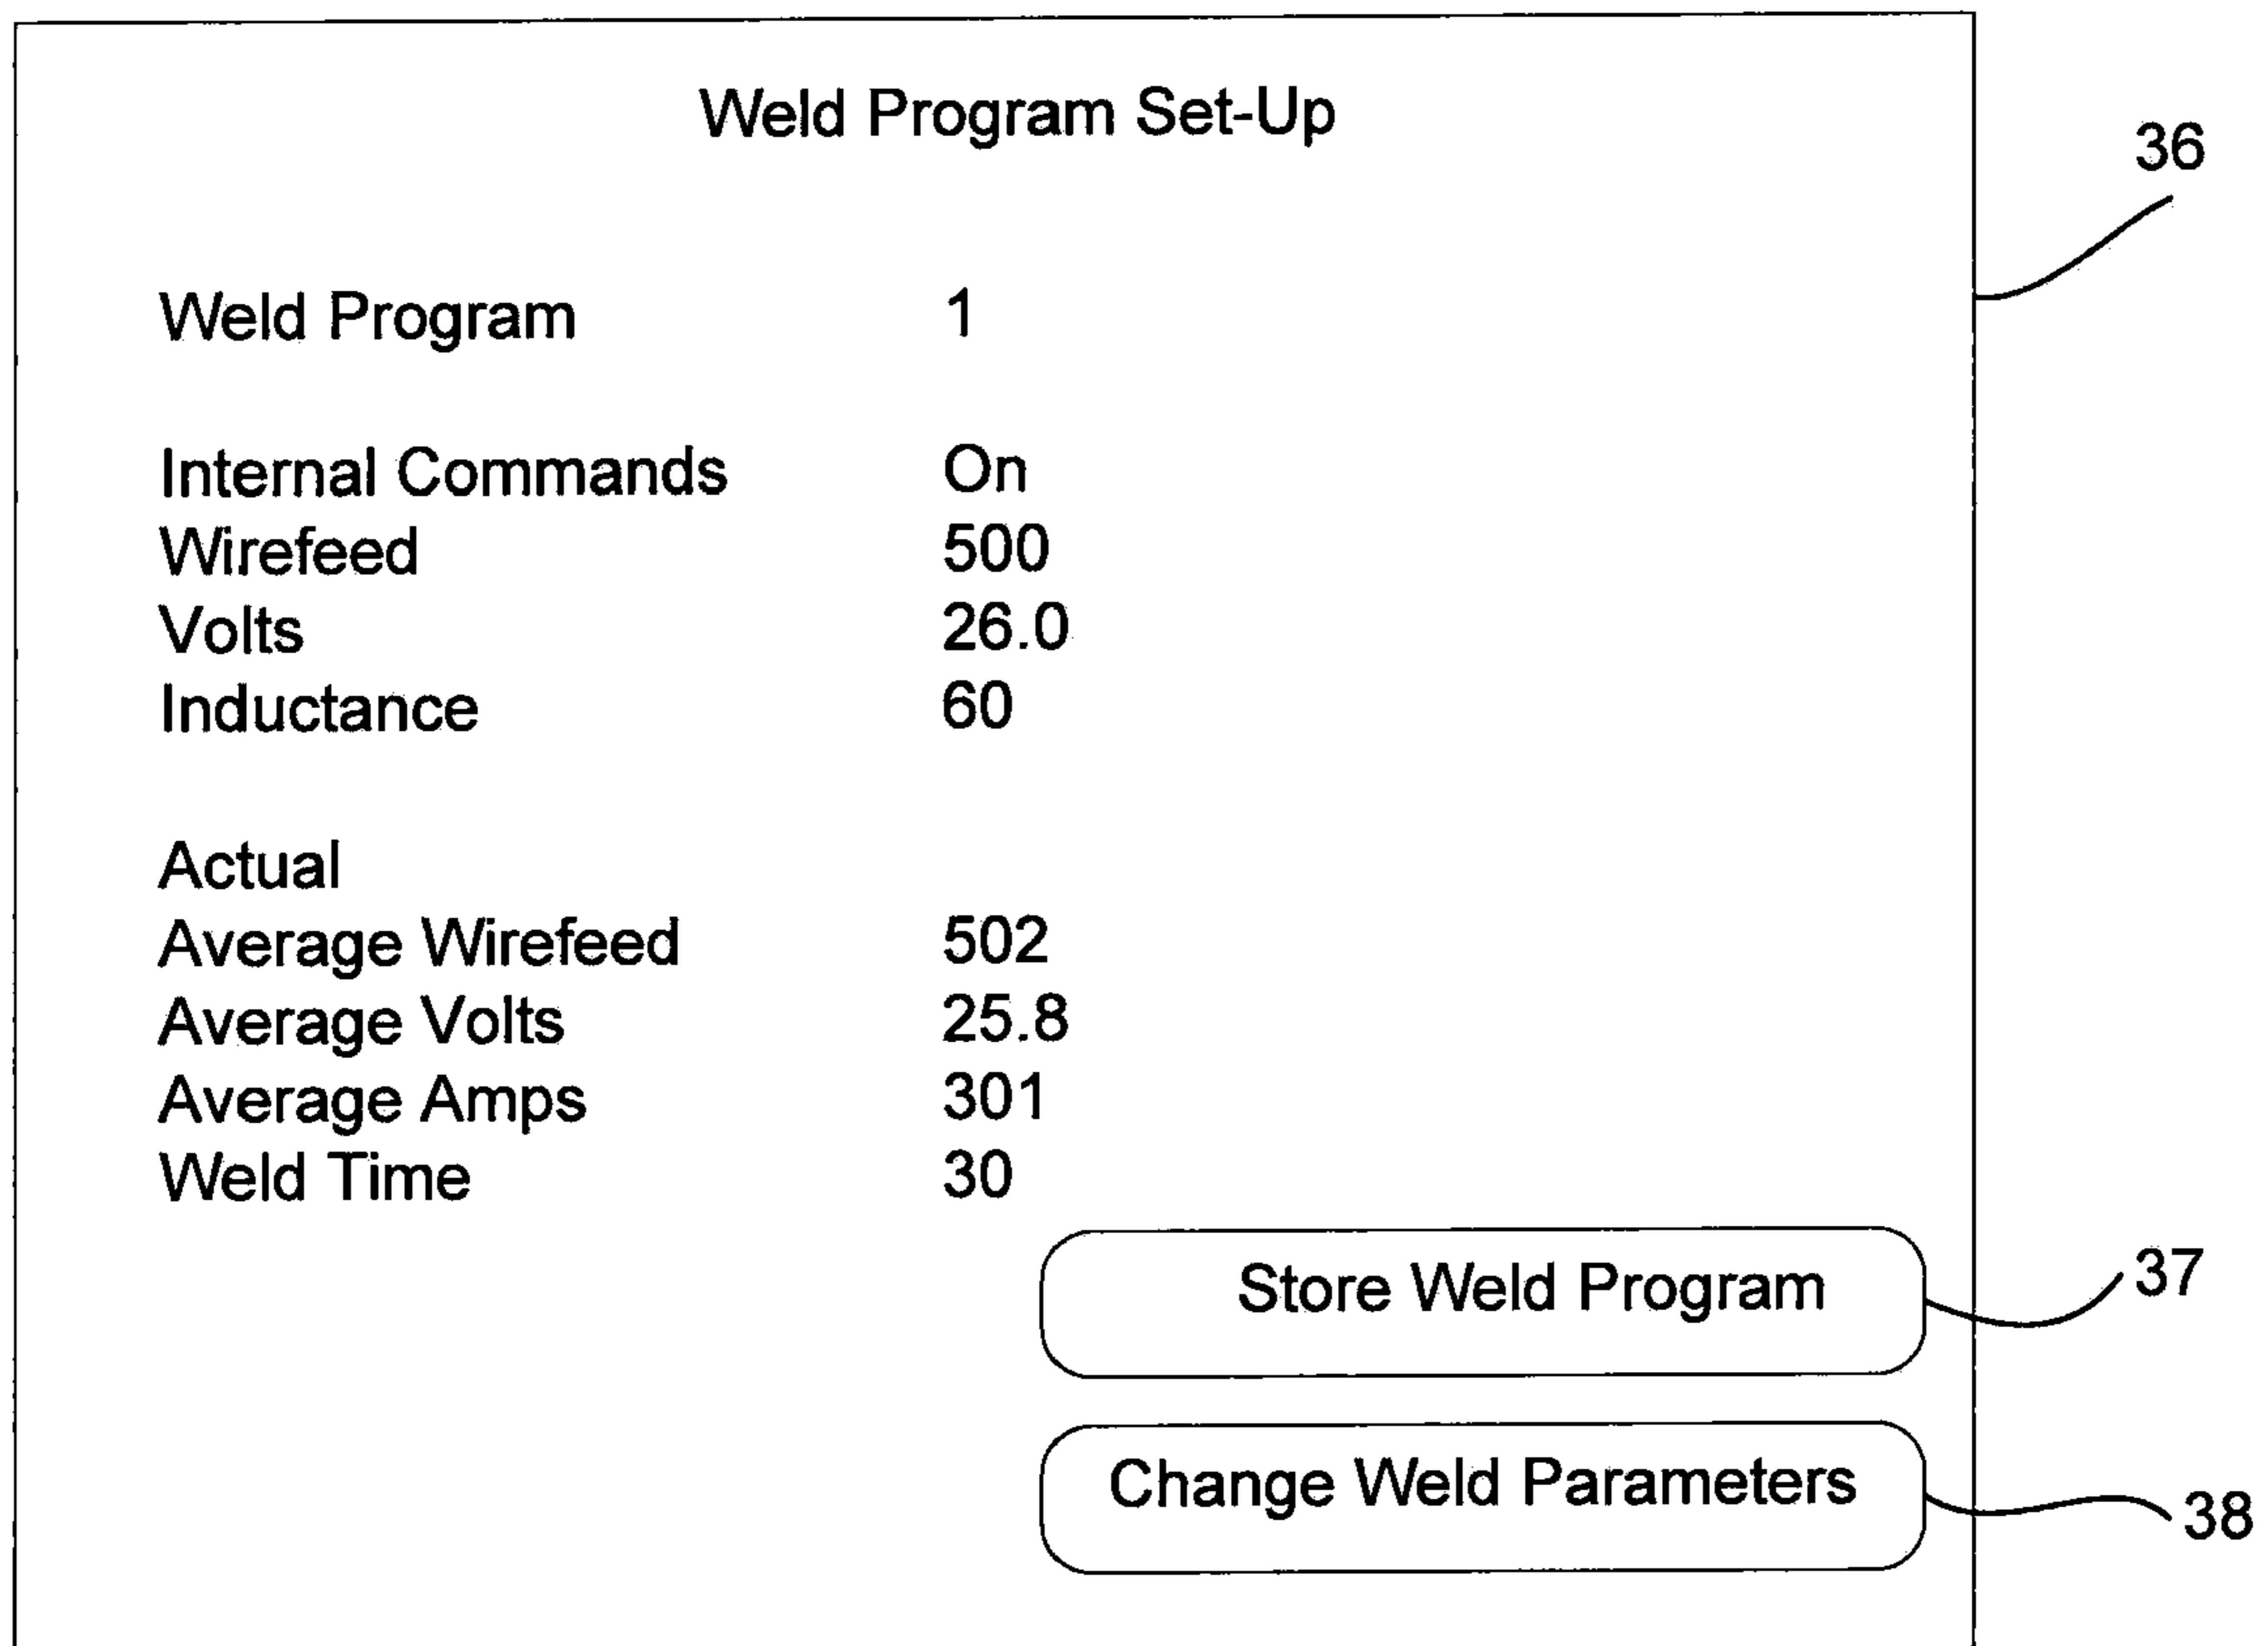 Weld Program Set-Up
36
Weld Program 1
Internal Commands On
Wirefeed 500
Volts 26.0
Inductance 60
Actual
Average Wirefeed 502
Average Volts 25.8
Average Amps 301
Weld Time 30
Store Weld Program 37
Change Weld Parameters 38